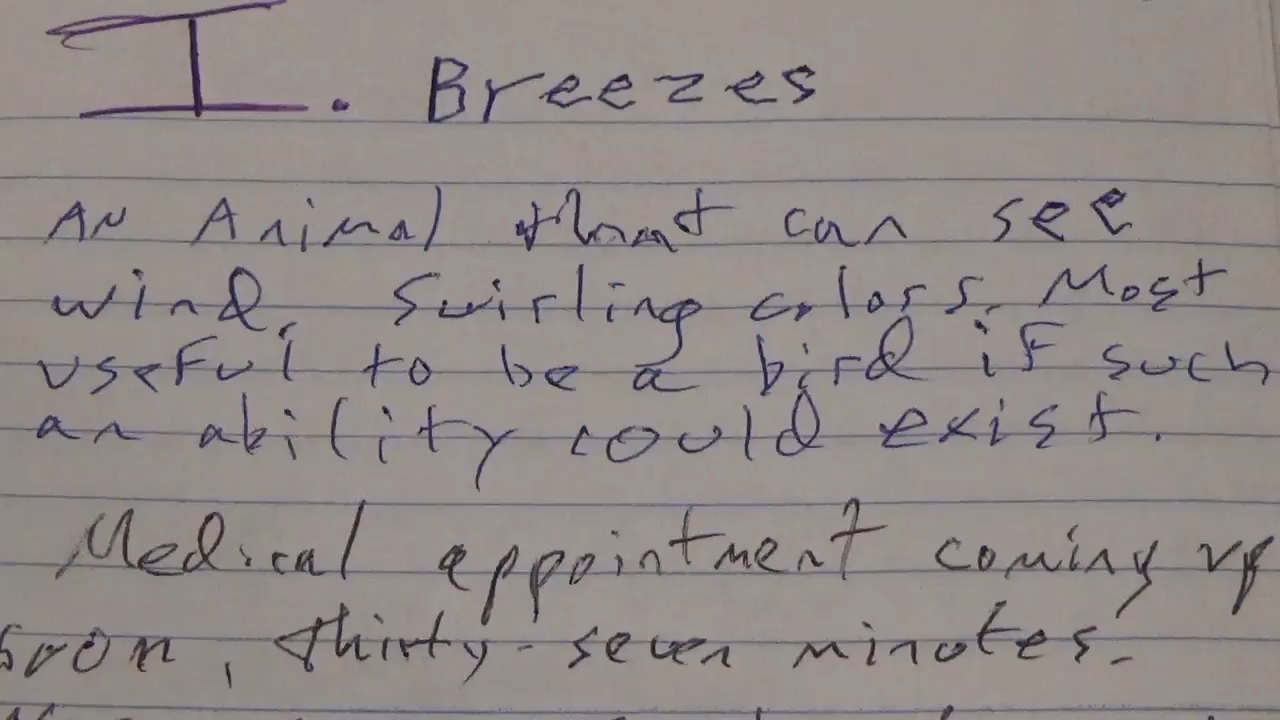 I. Breezes
An Animal that can see
wind. Swirling colors. Most
useful to be a bird if such
an ability could exist.
Medical appointment coming up
soon, thirty-seven minutes.